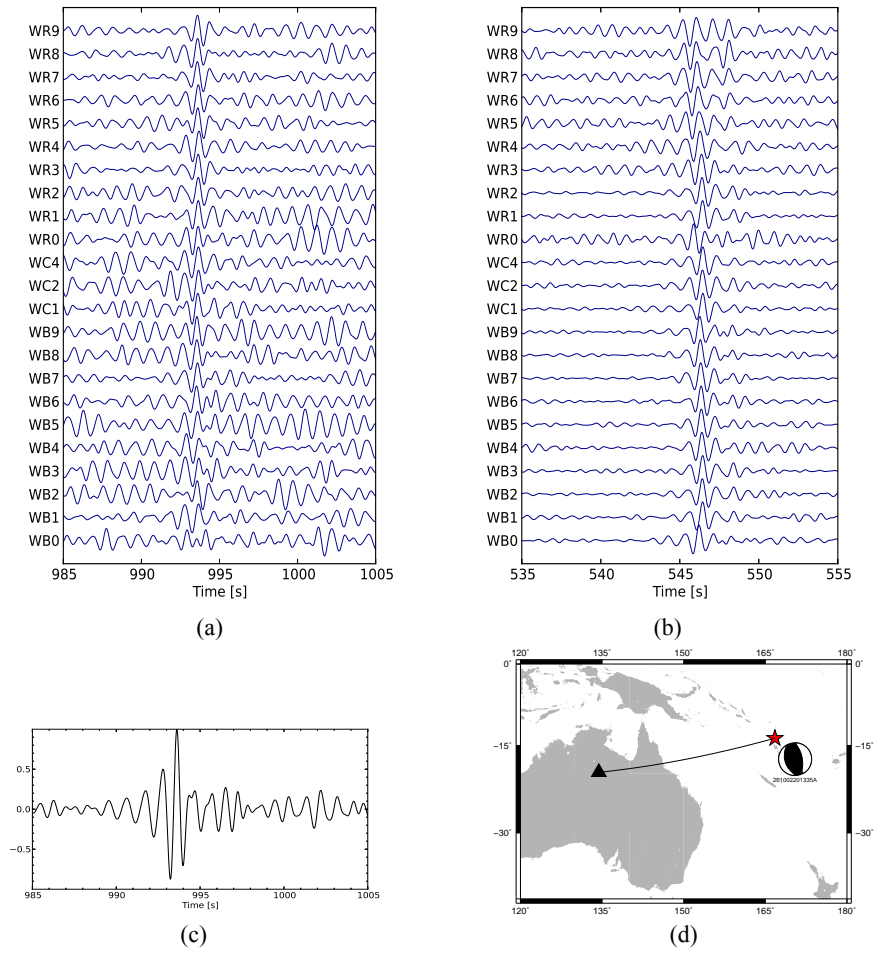 WR9
WR8
WR7
WR6
WR5
WR4
WR3
WR2
WR1
WR0
WC4
WC2
WC1
WB9
WB8
WB7
WB6
WB5
WB4
WB3
WB2
WB1
WB0
985 990 995 1000 1005
Time [s]
(a)
WR9
WR8
WR7
WR6
WR5
WR4
WR3
WR2
WR1
WR0
WC4
WC2
WC1
WB9
WB8
WB7
WB6
WB5
WB4
WB3
WB2
WB1
WB0
535 540 545 550 555
Time [s]
(b)
0.5
0.0
−0.5
985 990 995 1000 1005
Time [s]
(c)
120° 135° 150° 165° 180°
0° 0°
−15° −15°
201002201335A
−30° −30°
120° 135° 150° 165° 180°
(d)